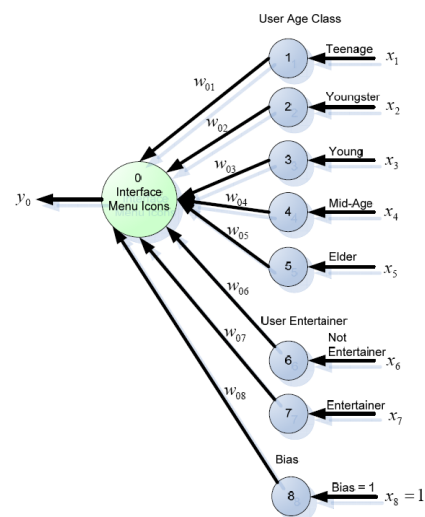 User Age Class
1
Teenage
x₁
w₀₁
2
Youngster
x₂
w₀₂
3
Young
x₃
w₀₃
0
Interface
Menu Icons
y₀
4
Mid-Age
x₄
w₀₄
5
Elder
x₅
w₀₅
w₀₆
User Entertainer
6
Not
Entertainer
x₆
w₀₇
7
Entertainer
x₇
w₀₈
Bias
8
Bias = 1
x₈ = 1